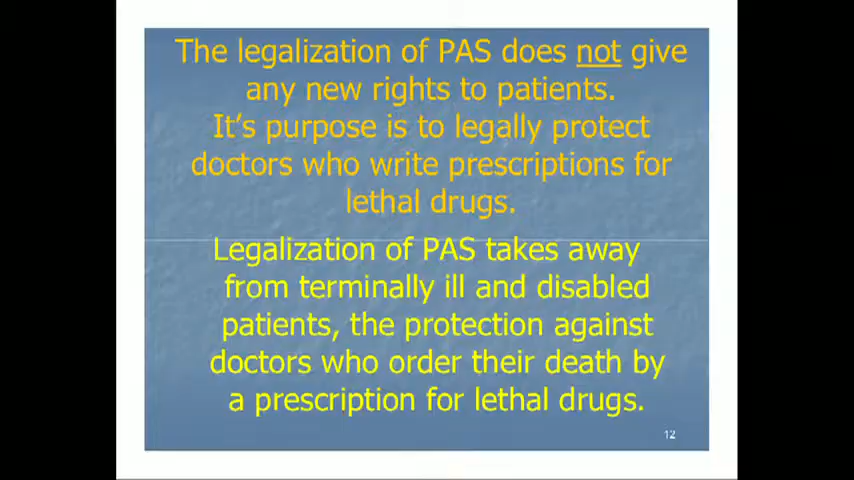 The legalization of PAS does not give
any new rights to patients.
It's purpose is to legally protect
doctors who write prescriptions for
lethal drugs.
Legalization of PAS takes away
from terminally ill and disabled
patients, the protection against
doctors who order their death by
a prescription for lethal drugs.
12